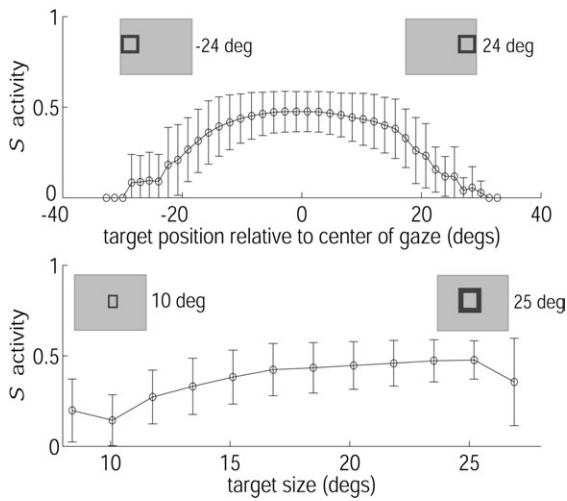 1
-24 deg
24 deg
S activity
0.5
0
-40
-20
0
20
40
target position relative to center of gaze (degs)
1
10 deg
25 deg
S activity
0.5
0
10
15
20
25
target size (degs)